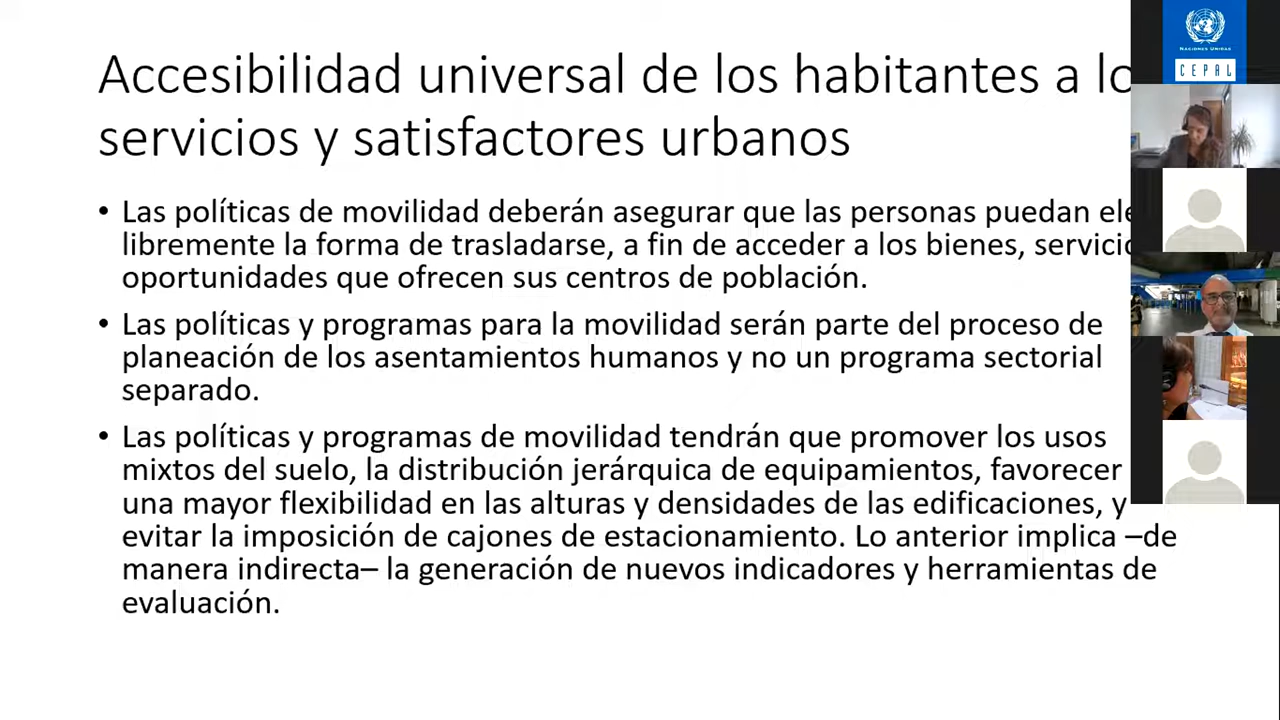 Accesibilidad universal de los habitantes a
servicios y satisfactores urbanos
• Las políticas de movilidad deberán asegurar que las personas puedan
libremente la forma de trasladarse, a fin de acceder a los bienes,
oportunidades que ofrecen sus centros de población.
• Las políticas y programas para la movilidad serán parte del proceso de
planeación de los asentamientos humanos y no un programa sectorial
separado.
• Las políticas y programas de movilidad tendrán que promover los usos
mixtos del suelo, la distribución jerárquica de equipamientos, favorecer
una mayor flexibilidad en las alturas y densidades de las edificaciones, y
evitar la imposición de cajones de estacionamiento. Lo anterior implica –de
manera indirecta– la generación de nuevos indicadores y herramientas de
evaluación.
NACIONES UNIDAS
CEPAL